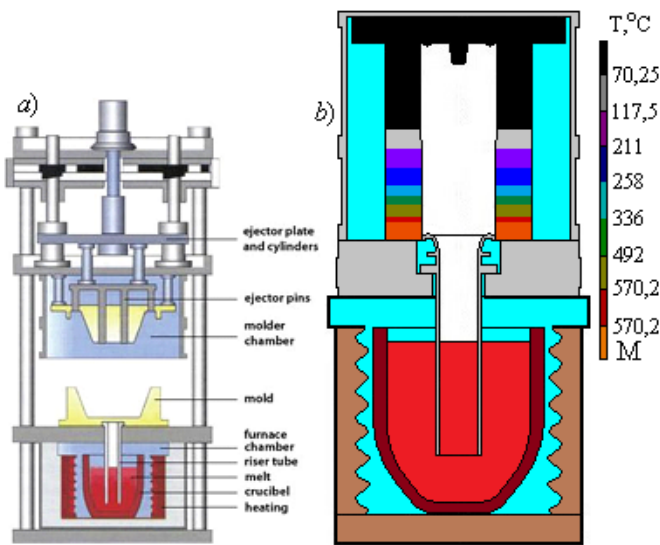 a)
ejector plate
and cylinders
ejector pins
molder
chamber
mold
furnace
chamber
riser tube
melt
crucibel
heating
b)
T,°C
70,25
117,5
211
258
336
492
570,2
570,2
M